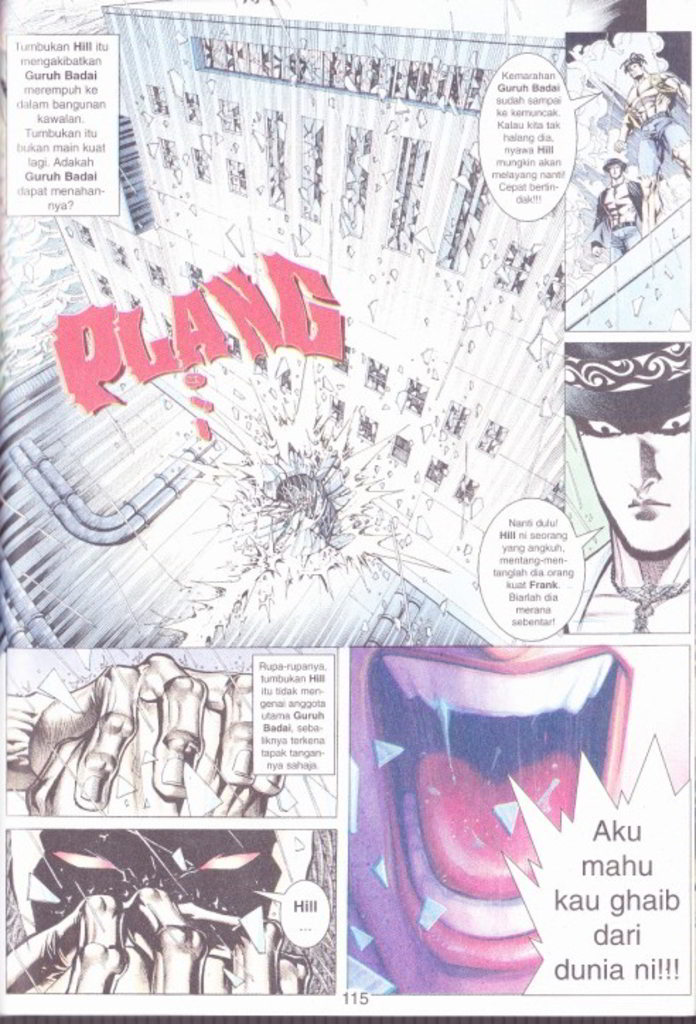 Tumbukan Hill itu
mengakibatkan
Guruh Badai
merempuh ke
dalam bangunan
kawalan.
Tumbukan itu
bukan main kuat
lagi. Adakah
Guruh Badai
dapat menahan-
nya?
Kemarahan
Guruh Badai
sudah sampai
ke kemuncak.
Kalau kita tak
halang dia,
nyawa Hill
mungkin akan
melayang nanti!
Cepat bertin-
dak!!!
PLANG
Nanti dulu!
Hill ni seorang
yang angkuh,
mentang-men-
tanglah dia orang
kuat Frank.
Biarlah dia
merana
sebentar!
Rupa-rupanya,
tumbukan Hill
itu tidak men-
genai anggota
utama Guruh
Badai, seba-
liknya terkena
tapak tangan-
nya sahaja.
Hill
...
Aku
mahu
kau ghaib
dari
dunia ni!!!
115